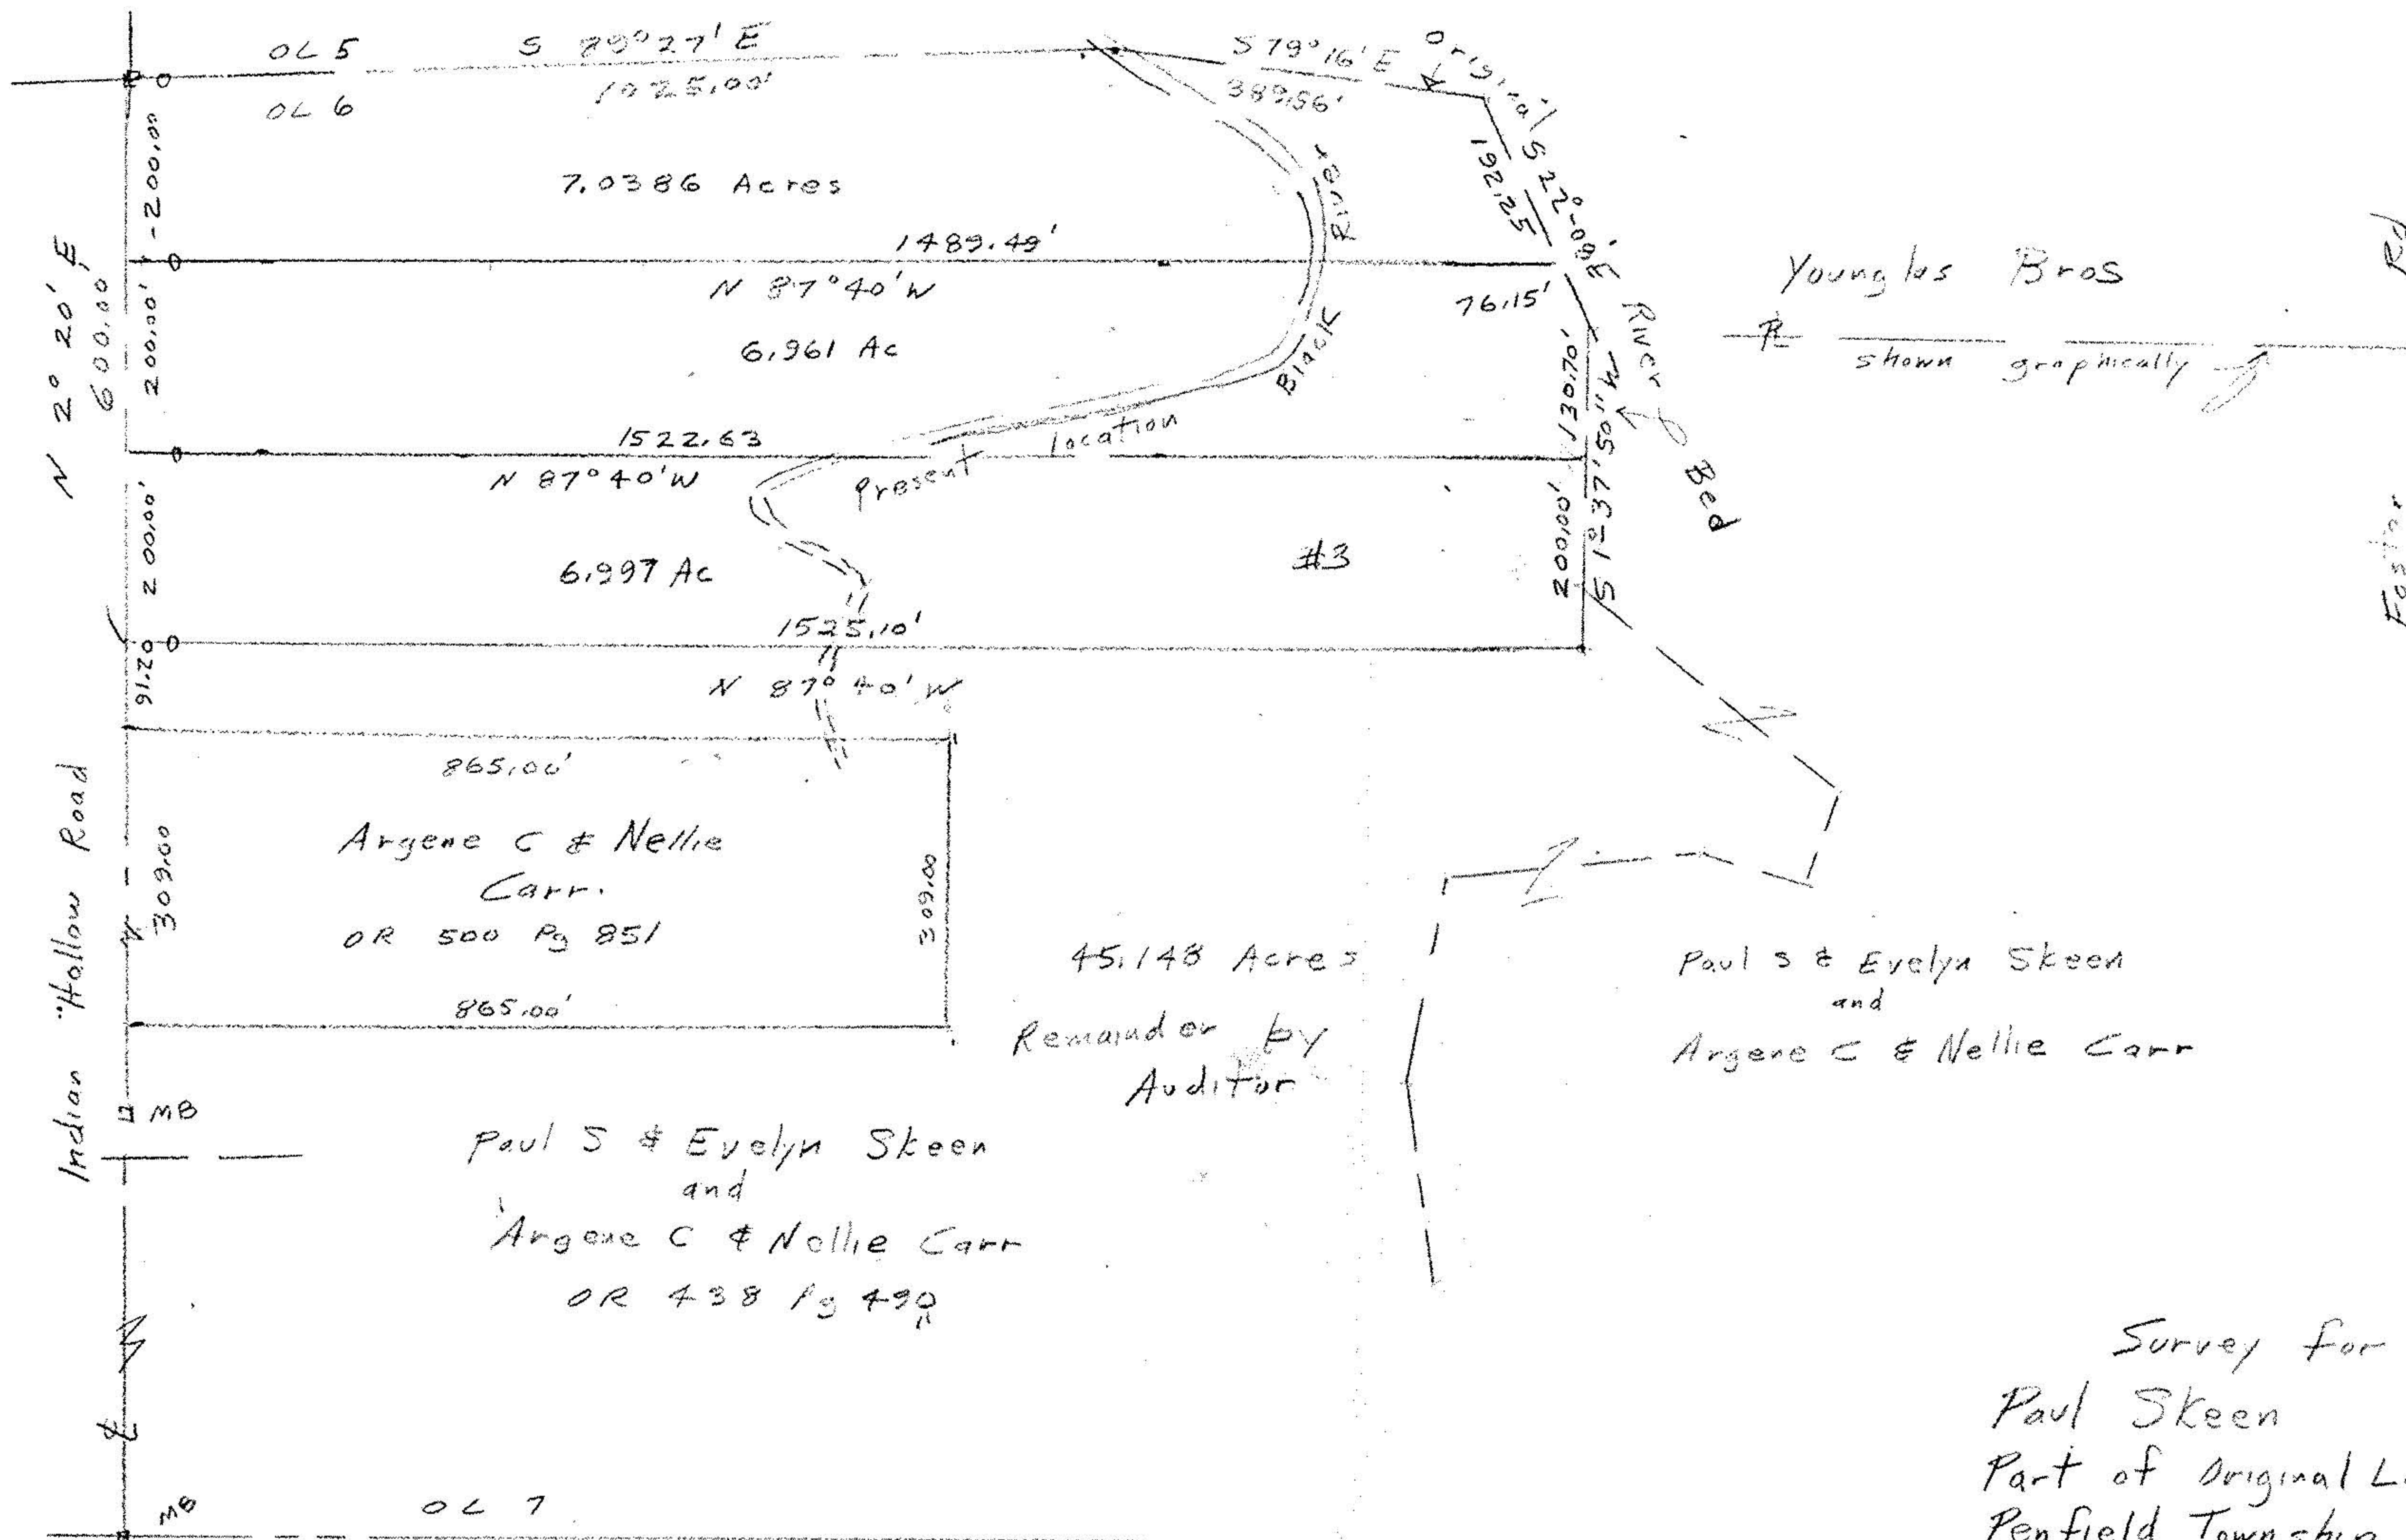 OL 5
S 89°27' E
1025.00'
OL 6
S 79°16' E
389.56'
Original River Bed
S 22°-08' E
192.25
200.00
7.0386 Acres
1489.49'
N 87°40' W
River
Black
76.15'
N 2° 20' E
600.00'
200.00'
6.961 Ac
130.70'
S 1°-37'50" W
Younglas Bros
shown graphically
Rd
1522.63
N 87°40' W
Present location
200.00'
6.997 Ac
#3
200.00'
1525.10'
N 87° 40' W
91.20
865.00'
Indian Hollow Road
309.00
Argene C & Nellie
Carr.
OR 500 Pg 851
309.00
865.00'
45.148 Acres
Remainder by
Auditor
Paul S & Evelyn Skeen
and
Argene C & Nellie Carr
MB
Paul S & Evelyn Skeen
and
Argene C & Nellie Carr
OR 438 Pg 490
MB
OL 7
Survey for
Paul Skeen
Part of Original L
Penfield Township